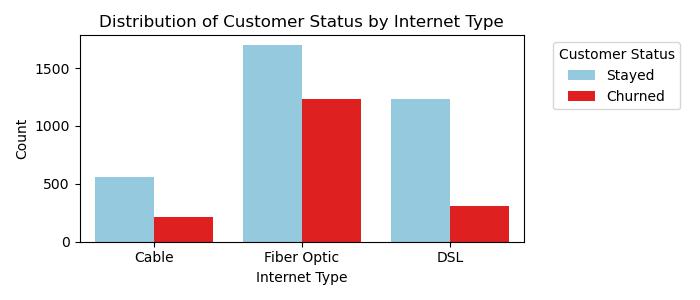 Distribution of Customer Status by Internet Type
Count
1500
1000
500
0
Cable
Fiber Optic
DSL
Internet Type
Customer Status
Stayed
Churned